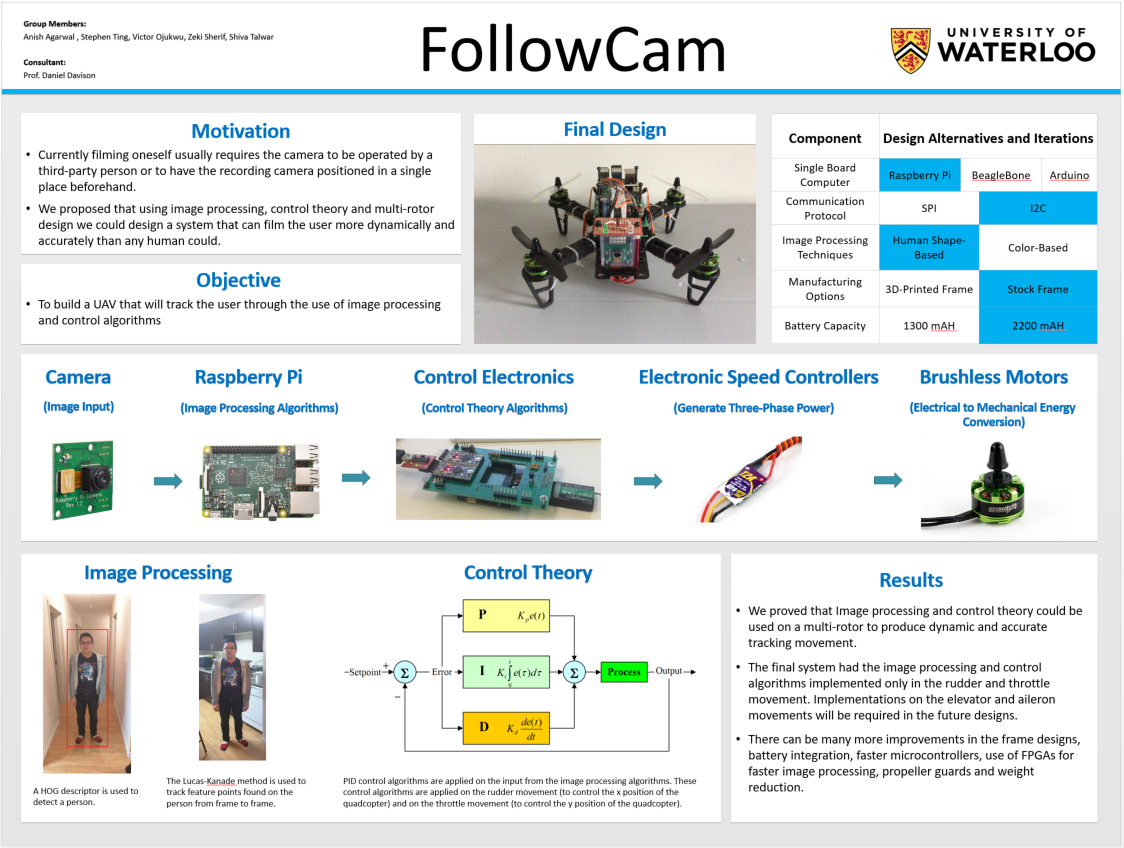 Group Members:
Anish Agarwal , Stephen Ting, Victor Ojukwu, Zeki Sherif, Shiva Talwar
Consultant:
Prof. Daniel Davison
FollowCam
UNIVERSITY OF
WATERLOO
Motivation
• Currently filming oneself usually requires the camera to be operated by a
third-party person or to have the recording camera positioned in a single
place beforehand.
• We proposed that using image processing, control theory and multi-rotor
design we could design a system that can film the user more dynamically and
accurately than any human could.
Objective
• To build a UAV that will track the user through the use of image processing
and control algorithms
Final Design
Component Design Alternatives and Iterations
Single Board
Computer
Raspberry Pi BeagleBone Arduino
Communication
Protocol
SPI I2C
Image Processing
Techniques
Human Shape-
Based
Color-Based
Manufacturing
Options
3D-Printed Frame Stock Frame
Battery Capacity 1300 mAH 2200 mAH
Camera
(Image Input)
Raspberry Pi
(Image Processing Algorithms)
Control Electronics
(Control Theory Algorithms)
Electronic Speed Controllers
(Generate Three-Phase Power)
Brushless Motors
(Electrical to Mechanical Energy
Conversion)
Raspberry Pi Camera
Rev 1.3
Image Processing
A HOG descriptor is used to
detect a person.
The Lucas-Kanade method is used to
track feature points found on the
person from frame to frame.
Control Theory
P K_p e(t)
Setpoint + Σ Error I K_i ∫₀ᵗ e(τ)dτ Σ Process Output
−
D K_d de(t)/dt
PID control algorithms are applied on the input from the image processing algorithms. These
control algorithms are applied on the rudder movement (to control the x position of the
quadcopter) and on the throttle movement (to control the y position of the quadcopter).
Results
• We proved that Image processing and control theory could be
used on a multi-rotor to produce dynamic and accurate
tracking movement.
• The final system had the image processing and control
algorithms implemented only in the rudder and throttle
movement. Implementations on the elevator and aileron
movements will be required in the future designs.
• There can be many more improvements in the frame designs,
battery integration, faster microcontrollers, use of FPGAs for
faster image processing, propeller guards and weight
reduction.